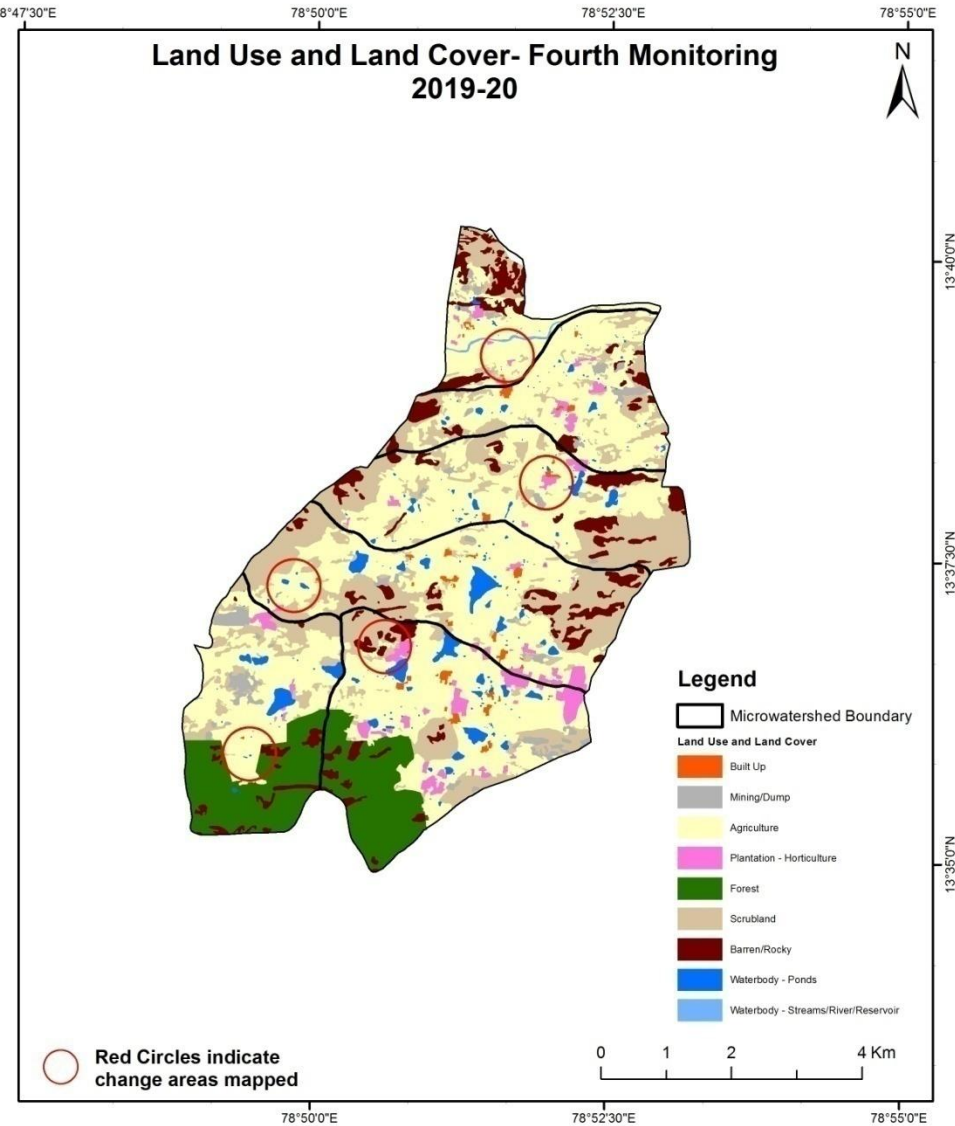 8°47'30"E 78°50'0"E 78°52'30"E 78°55'0"E
Land Use and Land Cover- Fourth Monitoring
2019-20
N
13°40'0"N
13°37'30"N
13°35'0"N
Legend
Microwatershed Boundary
Land Use and Land Cover
Built Up
Mining/Dump
Agriculture
Plantation - Horticulture
Forest
Scrubland
Barren/Rocky
Waterbody - Ponds
Waterbody - Streams/River/Reservoir
Red Circles indicate
change areas mapped
0 1 2 4 Km
78°50'0"E 78°52'30"E 78°55'0"E